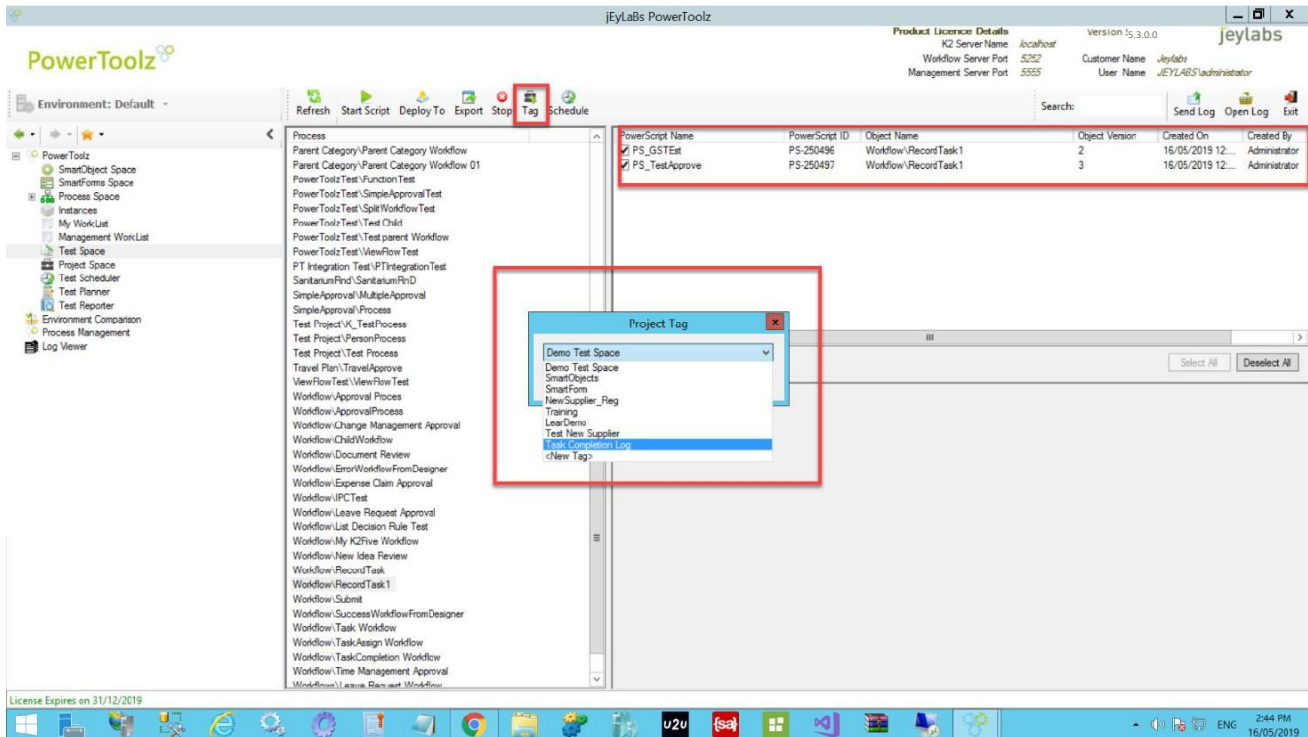 jEyLaBs PowerToolz
PowerToolz
Product Licence Details
K2 Server Name localhost
Workflow Server Port 5252
Management Server Port 5555
Version 5.3.0.0
Customer Name Jeylabs
User Name JEYLABS\administrator
jeylabs
Environment: Default
Refresh Start Script Deploy To Export Stop Tag Schedule
Search:
Send Log Open Log Exit
PowerToolz
SmartObject Space
SmartForms Space
Process Space
Instances
My WorkList
Management WorkList
Test Space
Project Space
Test Scheduler
Test Planner
Test Reporter
Environment Comparison
Process Management
Log Viewer
Process
Parent Category\Parent Category Workflow
Parent Category\Parent Category Workflow 01
PowerToolzTest\FunctionTest
PowerToolzTest\SimpleApprovalTest
PowerToolzTest\SplitWorkflowTest
PowerToolzTest\Test Child
PowerToolzTest\Test parent Workflow
PowerToolzTest\ViewFlowTest
PT Integration Test\PTIntegrationTest
SanitariumRnd\SanitariumRnD
SimpleApproval\MultipleApproval
SimpleApproval\Process
Test Project\K_TestProcess
Test Project\PersonProcess
Test Project\Test Process
Travel Plan\TravelApprove
ViewFlowTest\ViewFlowTest
Workflow\Approval Proces
Workflow\ApprovalProcess
Workflow\Change Management Approval
Workflow\ChildWorkflow
Workflow\Document Review
Workflow\ErrorWorkflowFromDesigner
Workflow\Expense Claim Approval
Workflow\IPCTest
Workflow\Leave Request Approval
Workflow\List Decision Rule Test
Workflow\My K2Five Workflow
Workflow\New Idea Review
Workflow\RecordTask
Workflow\RecordTask1
Workflow\Submit
Workflow\SuccessWorkflowFromDesigner
Workflow\Task Workflow
Workflow\TaskAssign Workflow
Workflow\TaskCompletion Workflow
Workflow\Time Management Approval
Workflows\Leave Request Workflow
PowerScript Name PowerScript ID Object Name Object Version Created On Created By
PS_GSTEst PS-250496 Workflow\RecordTask1 2 16/05/2019 12:... Administrator
PS_TestApprove PS-250497 Workflow\RecordTask1 3 16/05/2019 12:... Administrator
Select All Deselect All
Project Tag
Demo Test Space
Demo Test Space
SmartObjects
SmartForm
NewSupplier_Reg
Training
LearDemo
Test New Supplier
Task Completion Log
<New Tag>
License Expires on 31/12/2019
u2u {sa}
ENG
2:44 PM
16/05/2019